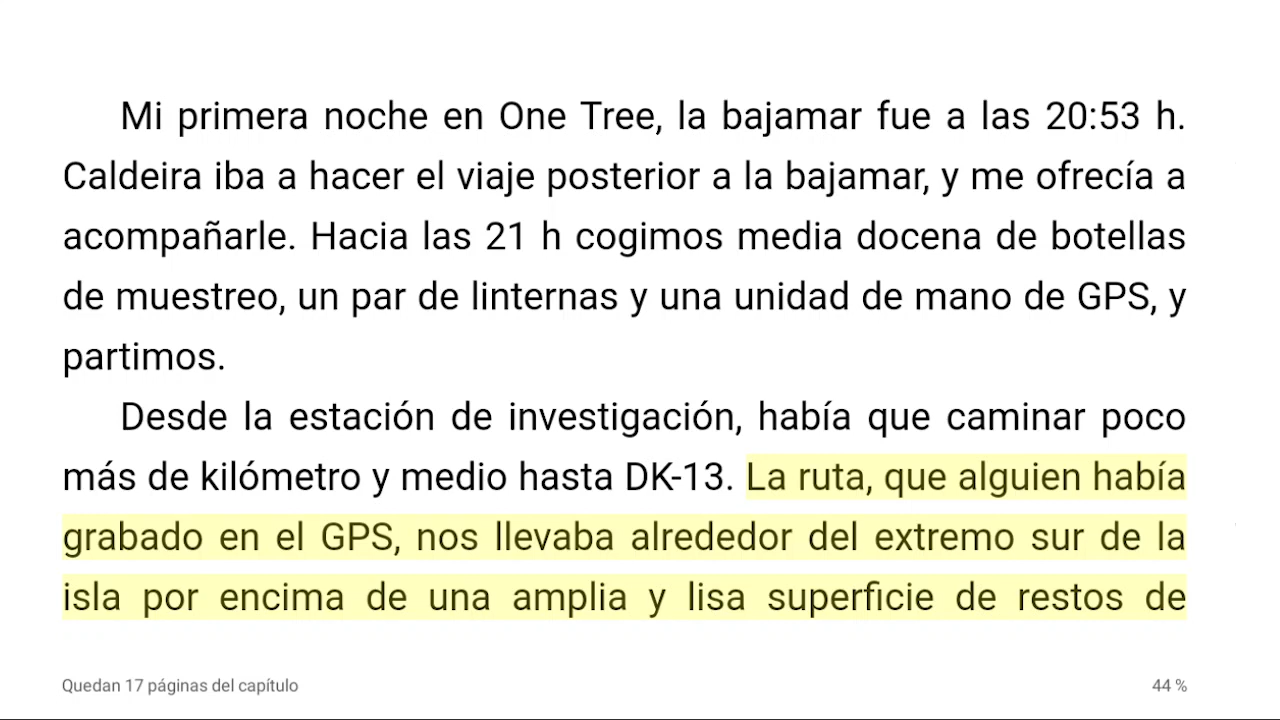 Mi primera noche en One Tree, la bajamar fue a las 20:53 h.
Caldeira iba a hacer el viaje posterior a la bajamar, y me ofrecía a
acompañarle. Hacia las 21 h cogimos media docena de botellas
de muestreo, un par de linternas y una unidad de mano de GPS, y
partimos.
Desde la estación de investigación, había que caminar poco
más de kilómetro y medio hasta DK-13. La ruta, que alguien había
grabado en el GPS, nos llevaba alrededor del extremo sur de la
isla por encima de una amplia y lisa superficie de restos de
Quedan 17 páginas del capítulo
44 %